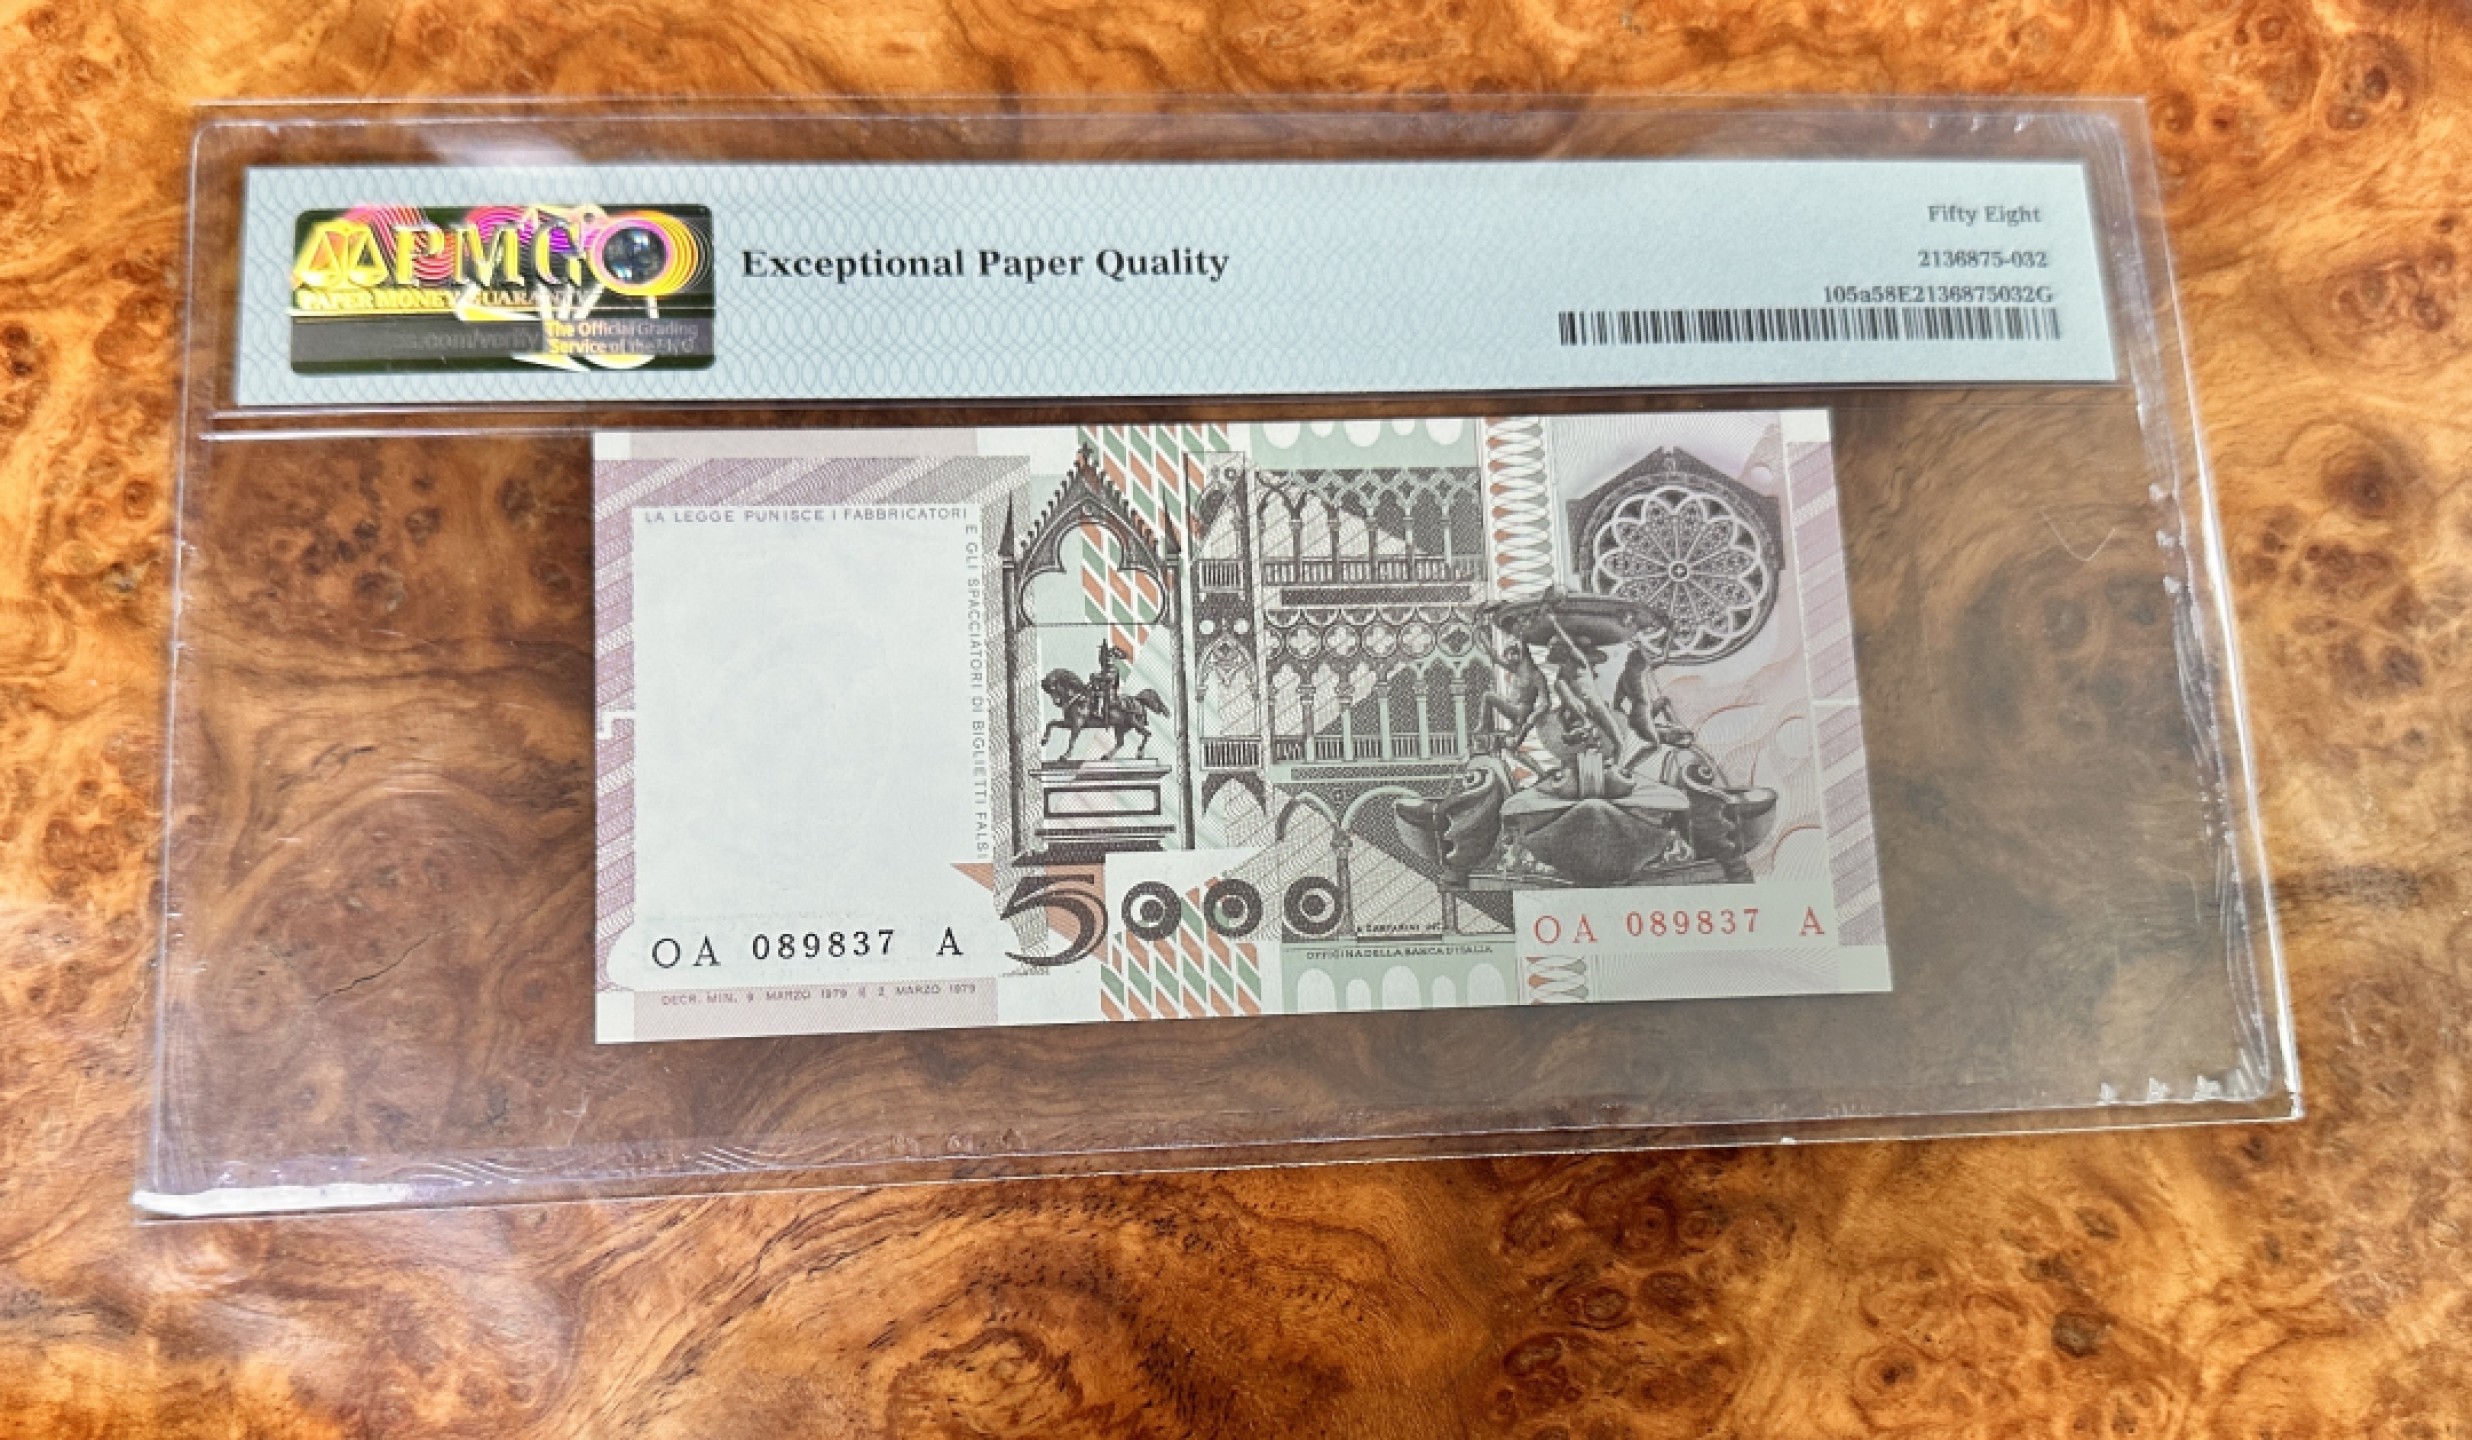 PMG
PAPER MONEY GUARANTY
.com/verify
The Official Grading
Service of the
Exceptional Paper Quality
Fifty Eight
2136875-032
105a58E2136875032G
LA LEGGE PUNISCE I FABBRICATORI
E GLI SPACCIATORI DI BIGLIETTI FALSI
5000
OA 089837 A
OA 089837 A
OFFICINA DELLA BANCA D'ITALIA
DECR. MIN. 9 MARZO 1979 E 2 MARZO 1979